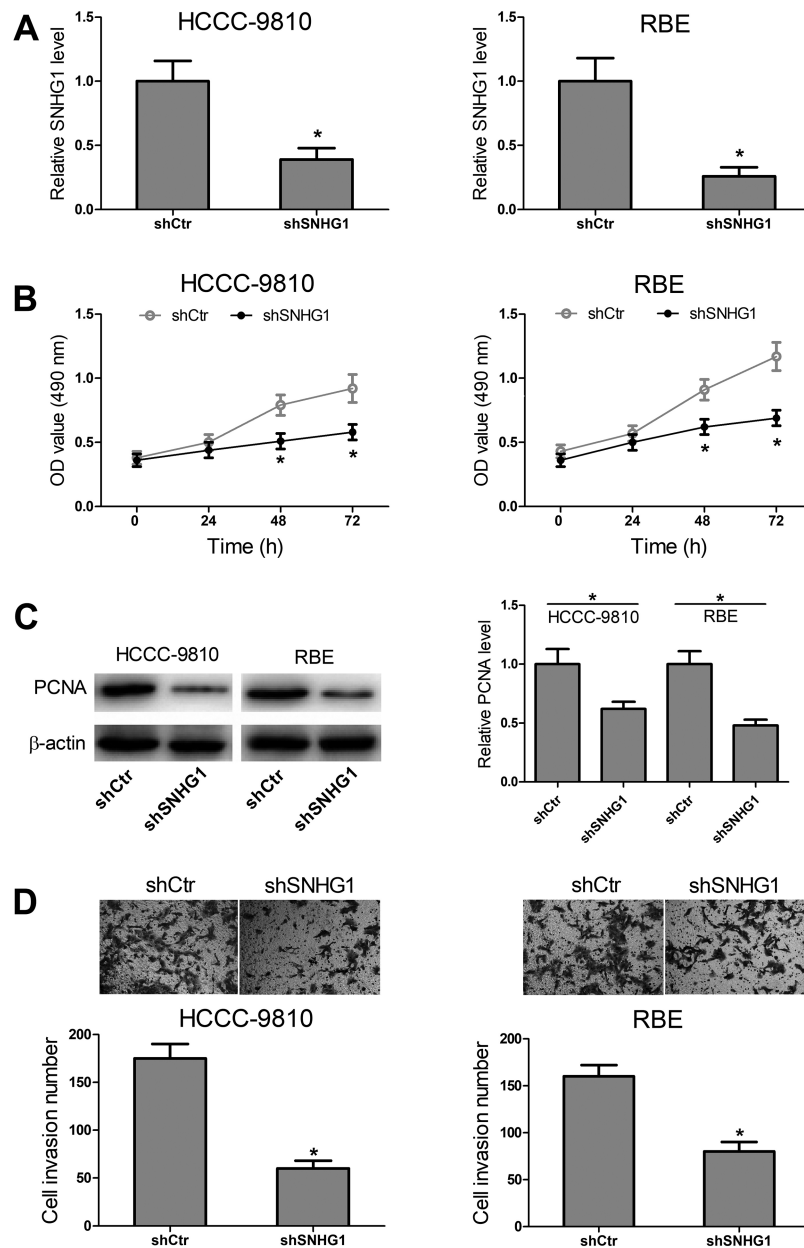 A
HCCC-9810
Relative SNHG1 level
1.5
1.0
0.5
0.0
*
shCtr
shSNHG1
RBE
Relative SNHG1 level
1.5
1.0
0.5
0.0
*
shCtr
shSNHG1
B
HCCC-9810
shCtr
shSNHG1
OD value (490 nm)
1.5
1.0
0.5
0.0
*
*
0
24
48
72
Time (h)
RBE
shCtr
shSNHG1
OD value (490 nm)
1.5
1.0
0.5
0.0
*
*
0
24
48
72
Time (h)
C
HCCC-9810
RBE
PCNA
β-actin
shCtr
shSNHG1
shCtr
shSNHG1
Relative PCNA level
1.5
1.0
0.5
0.0
*
HCCC-9810
*
RBE
shCtr
shSNHG1
shCtr
shSNHG1
D
shCtr
shSNHG1
HCCC-9810
Cell invasion number
200
150
100
50
0
*
shCtr
shSNHG1
shCtr
shSNHG1
RBE
Cell invasion number
200
150
100
50
0
*
shCtr
shSNHG1